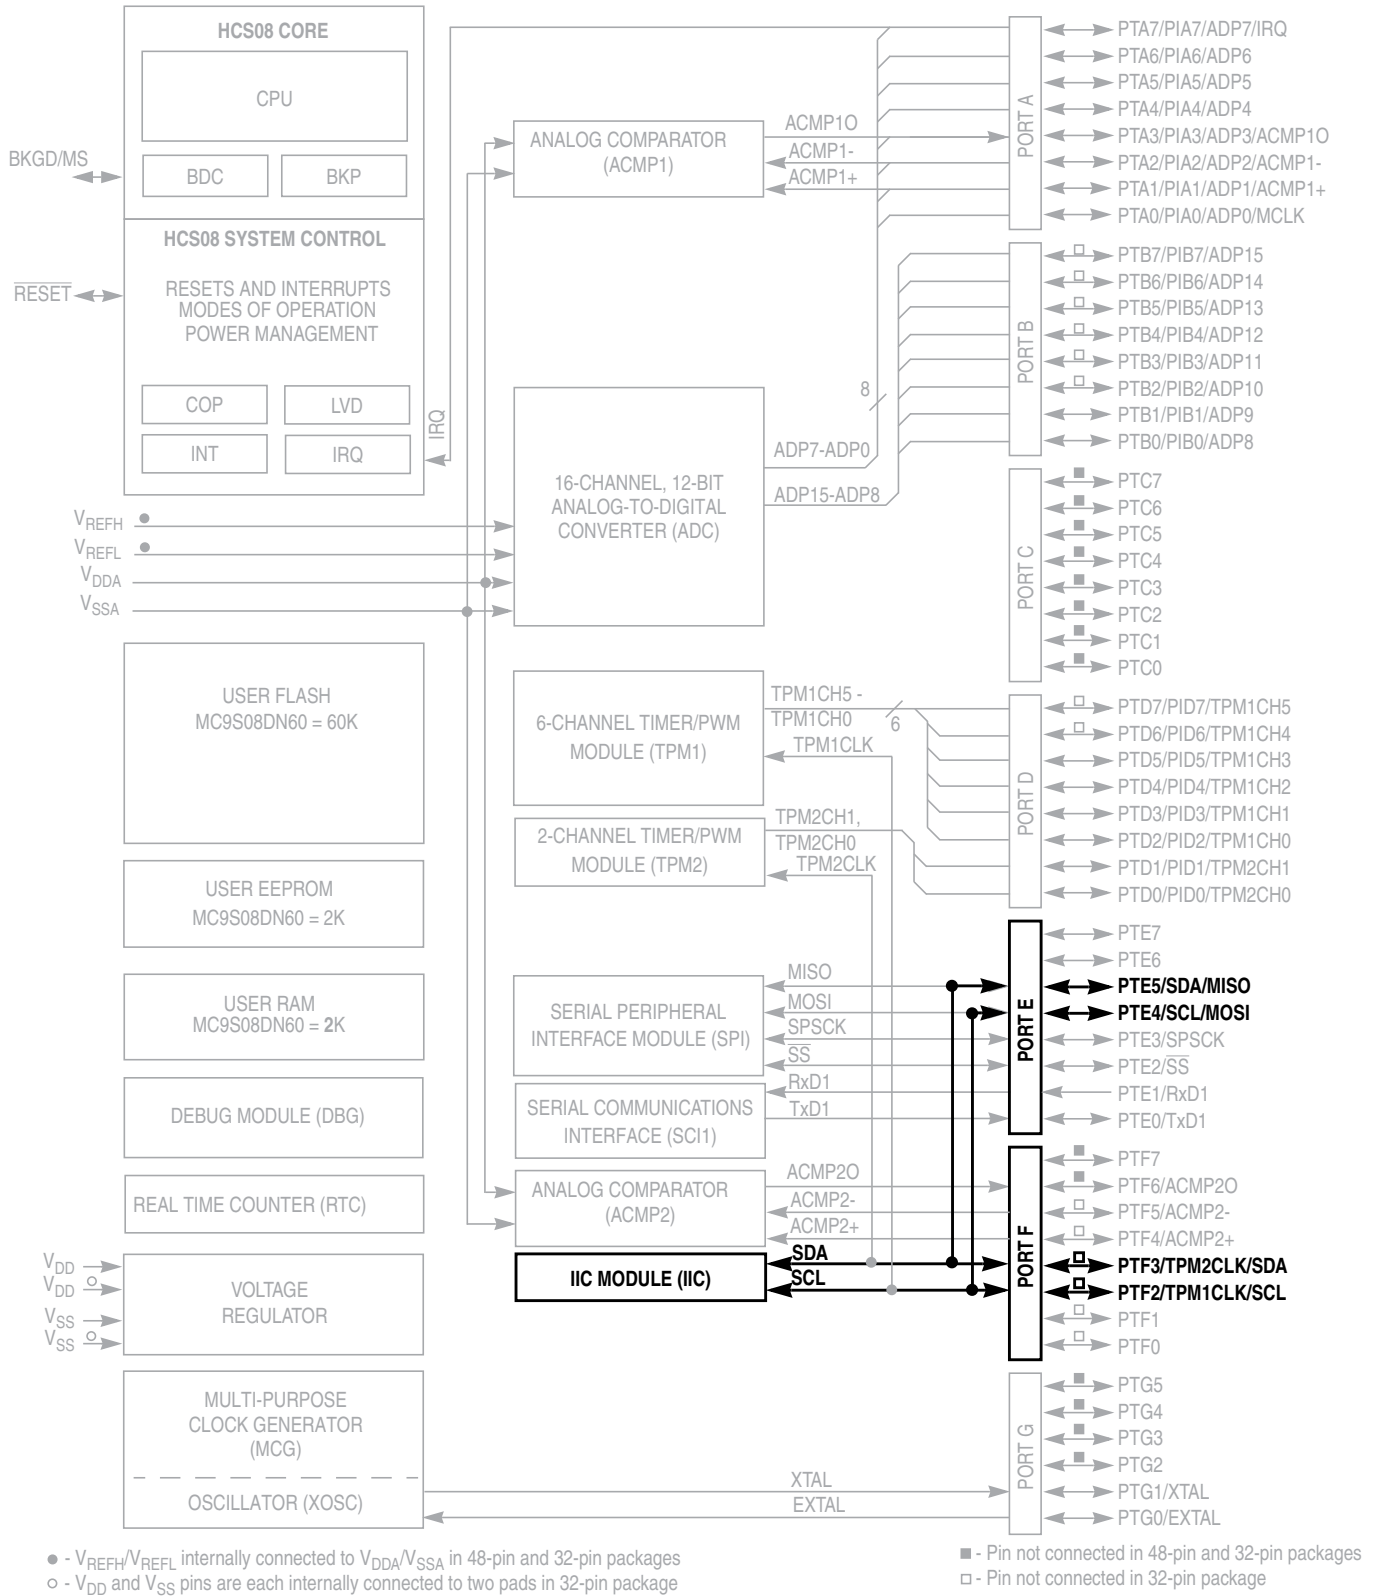 HCS08 CORE
CPU
BDC
BKP
BKGD/MS
HCS08 SYSTEM CONTROL
RESETS AND INTERRUPTS
MODES OF OPERATION
POWER MANAGEMENT
COP
LVD
INT
IRQ
RESET
IRQ
VREFH
VREFL
VDDA
VSSA
USER FLASH
MC9S08DN60 = 60K
USER EEPROM
MC9S08DN60 = 2K
USER RAM
MC9S08DN60 = 2K
DEBUG MODULE (DBG)
REAL TIME COUNTER (RTC)
VDD
VDD
VSS
VSS
VOLTAGE
REGULATOR
MULTI-PURPOSE
CLOCK GENERATOR
(MCG)
OSCILLATOR (XOSC)
ANALOG COMPARATOR
(ACMP1)
ACMP1O
ACMP1-
ACMP1+
16-CHANNEL, 12-BIT
ANALOG-TO-DIGITAL
CONVERTER (ADC)
8
ADP7-ADP0
ADP15-ADP8
6-CHANNEL TIMER/PWM
MODULE (TPM1)
TPM1CH5 -
TPM1CH0
6
TPM1CLK
2-CHANNEL TIMER/PWM
MODULE (TPM2)
TPM2CH1,
TPM2CH0
TPM2CLK
SERIAL PERIPHERAL
INTERFACE MODULE (SPI)
MISO
MOSI
SPSCK
SS
SERIAL COMMUNICATIONS
INTERFACE (SCI1)
RxD1
TxD1
ANALOG COMPARATOR
(ACMP2)
ACMP2O
ACMP2-
ACMP2+
IIC MODULE (IIC)
SDA
SCL
XTAL
EXTAL
PORT A
PTA7/PIA7/ADP7/IRQ
PTA6/PIA6/ADP6
PTA5/PIA5/ADP5
PTA4/PIA4/ADP4
PTA3/PIA3/ADP3/ACMP1O
PTA2/PIA2/ADP2/ACMP1-
PTA1/PIA1/ADP1/ACMP1+
PTA0/PIA0/ADP0/MCLK
PORT B
PTB7/PIB7/ADP15
PTB6/PIB6/ADP14
PTB5/PIB5/ADP13
PTB4/PIB4/ADP12
PTB3/PIB3/ADP11
PTB2/PIB2/ADP10
PTB1/PIB1/ADP9
PTB0/PIB0/ADP8
PORT C
PTC7
PTC6
PTC5
PTC4
PTC3
PTC2
PTC1
PTC0
PORT D
PTD7/PID7/TPM1CH5
PTD6/PID6/TPM1CH4
PTD5/PID5/TPM1CH3
PTD4/PID4/TPM1CH2
PTD3/PID3/TPM1CH1
PTD2/PID2/TPM1CH0
PTD1/PID1/TPM2CH1
PTD0/PID0/TPM2CH0
PORT E
PTE7
PTE6
PTE5/SDA/MISO
PTE4/SCL/MOSI
PTE3/SPSCK
PTE2/SS
PTE1/RxD1
PTE0/TxD1
PORT F
PTF7
PTF6/ACMP2O
PTF5/ACMP2-
PTF4/ACMP2+
PTF3/TPM2CLK/SDA
PTF2/TPM1CLK/SCL
PTF1
PTF0
PORT G
PTG5
PTG4
PTG3
PTG2
PTG1/XTAL
PTG0/EXTAL
● - VREFH/VREFL internally connected to VDDA/VSSA in 48-pin and 32-pin packages
○ - VDD and VSS pins are each internally connected to two pads in 32-pin package
■ - Pin not connected in 48-pin and 32-pin packages
□ - Pin not connected in 32-pin package